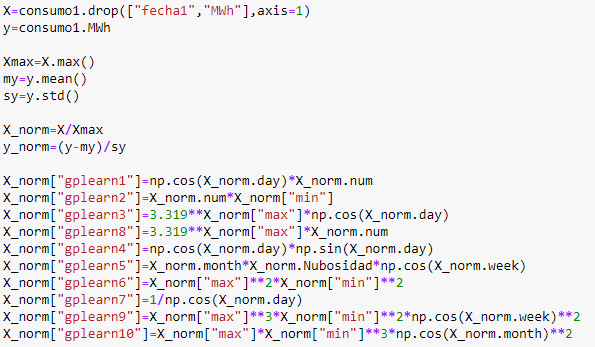 X=consumo1.drop(["fecha1","MWh"],axis=1)
y=consumo1.MWh
Xmax=X.max()
my=y.mean()
sy=y.std()
X_norm=X/Xmax
y_norm=(y-my)/sy
X_norm["gplearn1"]=np.cos(X_norm.day)*X_norm.num
X_norm["gplearn2"]=X_norm.num*X_norm["min"]
X_norm["gplearn3"]=3.319**X_norm["max"]*np.cos(X_norm.day)
X_norm["gplearn8"]=3.319**X_norm["max"]*X_norm.num
X_norm["gplearn4"]=np.cos(X_norm.day)*np.sin(X_norm.day)
X_norm["gplearn5"]=X_norm.month*X_norm.Nubosidad*np.cos(X_norm.week)
X_norm["gplearn6"]=X_norm["max"]**2*X_norm["min"]**2
X_norm["gplearn7"]=1/np.cos(X_norm.day)
X_norm["gplearn9"]=X_norm["max"]**3*X_norm["min"]**2*np.cos(X_norm.week)**2
X_norm["gplearn10"]=X_norm["max"]*X_norm["min"]**3*np.cos(X_norm.month)**2